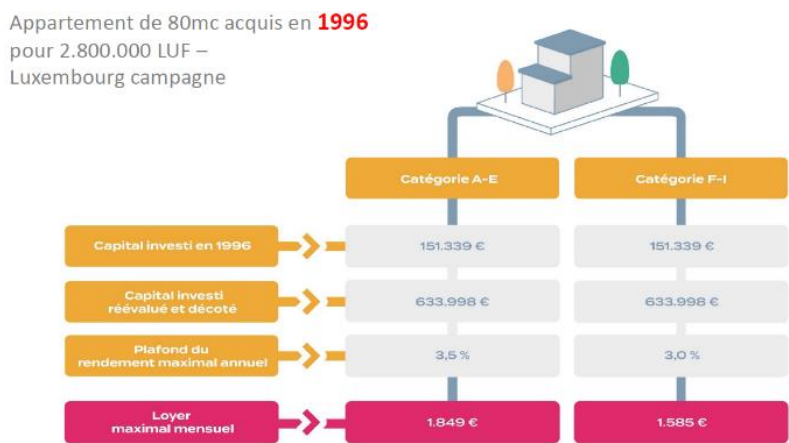 Appartement de 80mc acquis en 1996
pour 2.800.000 LUF –
Luxembourg campagne
Catégorie A-E
Catégorie F-I
Capital investi en 1996
151.339 €
151.339 €
Capital investi
réévalué et décoté
633.998 €
633.998 €
Plafond du
rendement maximal annuel
3,5 %
3,0 %
Loyer
maximal mensuel
1.849 €
1.585 €